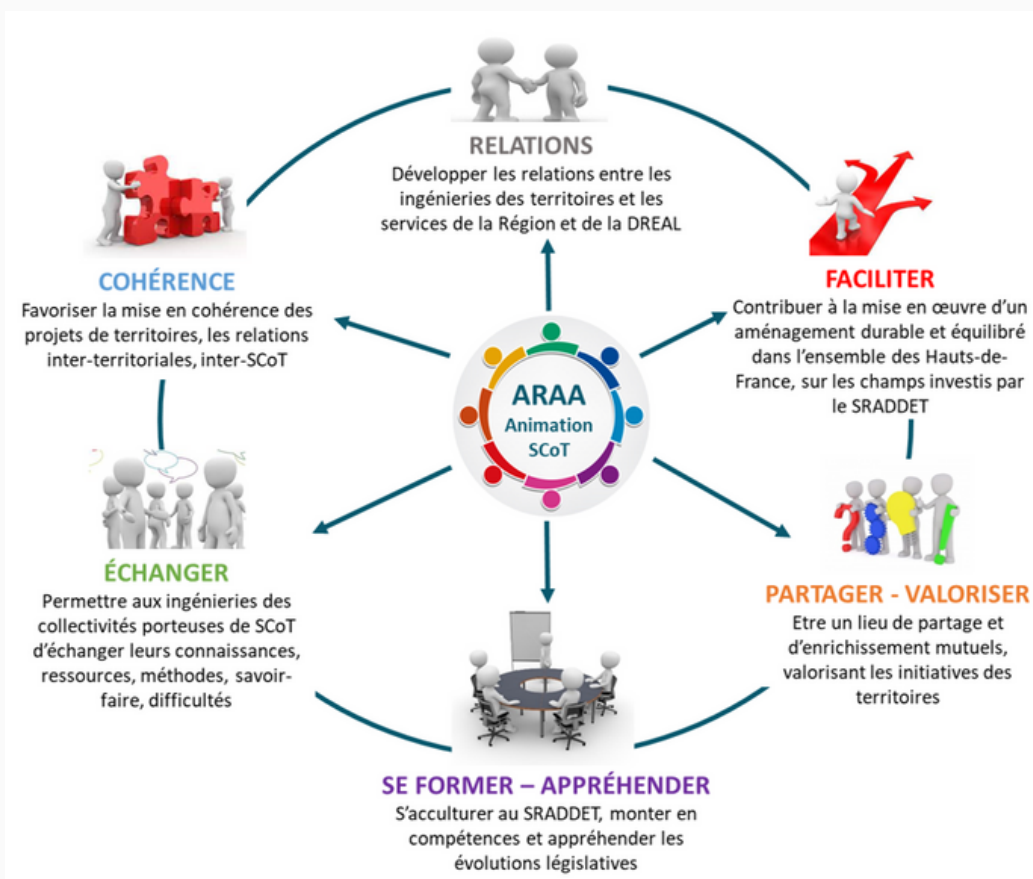 RELATIONS
Développer les relations entre les
ingénieries des territoires et les
services de la Région et de la DREAL
COHÉRENCE
Favoriser la mise en cohérence des
projets de territoires, les relations
inter-territoriales, inter-SCoT
FACILITER
Contribuer à la mise en œuvre d’un
aménagement durable et équilibré
dans l’ensemble des Hauts-de-
France, sur les champs investis par
le SRADDET
ARAA
Animation
SCoT
ÉCHANGER
Permettre aux ingénieries des
collectivités porteuses de SCoT
d’échanger leurs connaissances,
ressources, méthodes, savoir-
faire, difficultés
PARTAGER - VALORISER
Etre un lieu de partage et
d’enrichissement mutuels,
valorisant les initiatives des
territoires
SE FORMER – APPRÉHENDER
S’acculturer au SRADDET, monter en
compétences et appréhender les
évolutions législatives